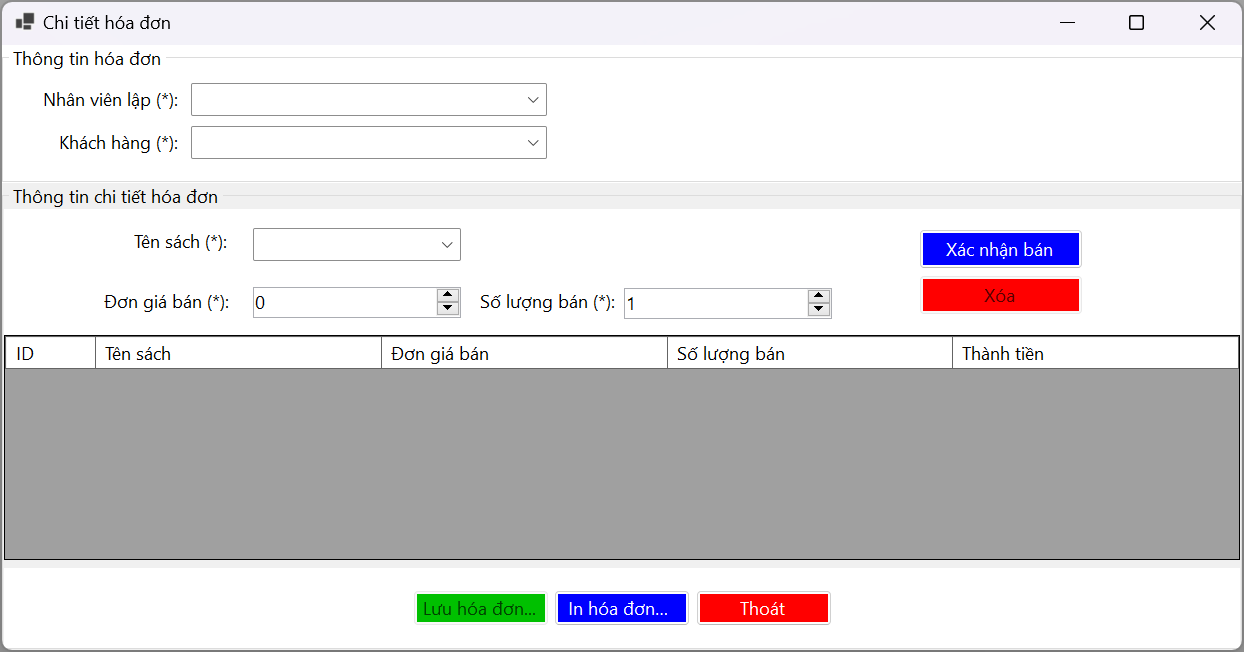 Chi tiết hóa đơn
Thông tin hóa đơn
Nhân viên lập (*):
Khách hàng (*):
Thông tin chi tiết hóa đơn
Tên sách (*):
Xác nhận bán
Đơn giá bán (*): 0 Số lượng bán (*): 1
Xóa
ID Tên sách Đơn giá bán Số lượng bán Thành tiền
Lưu hóa đơn... In hóa đơn... Thoát